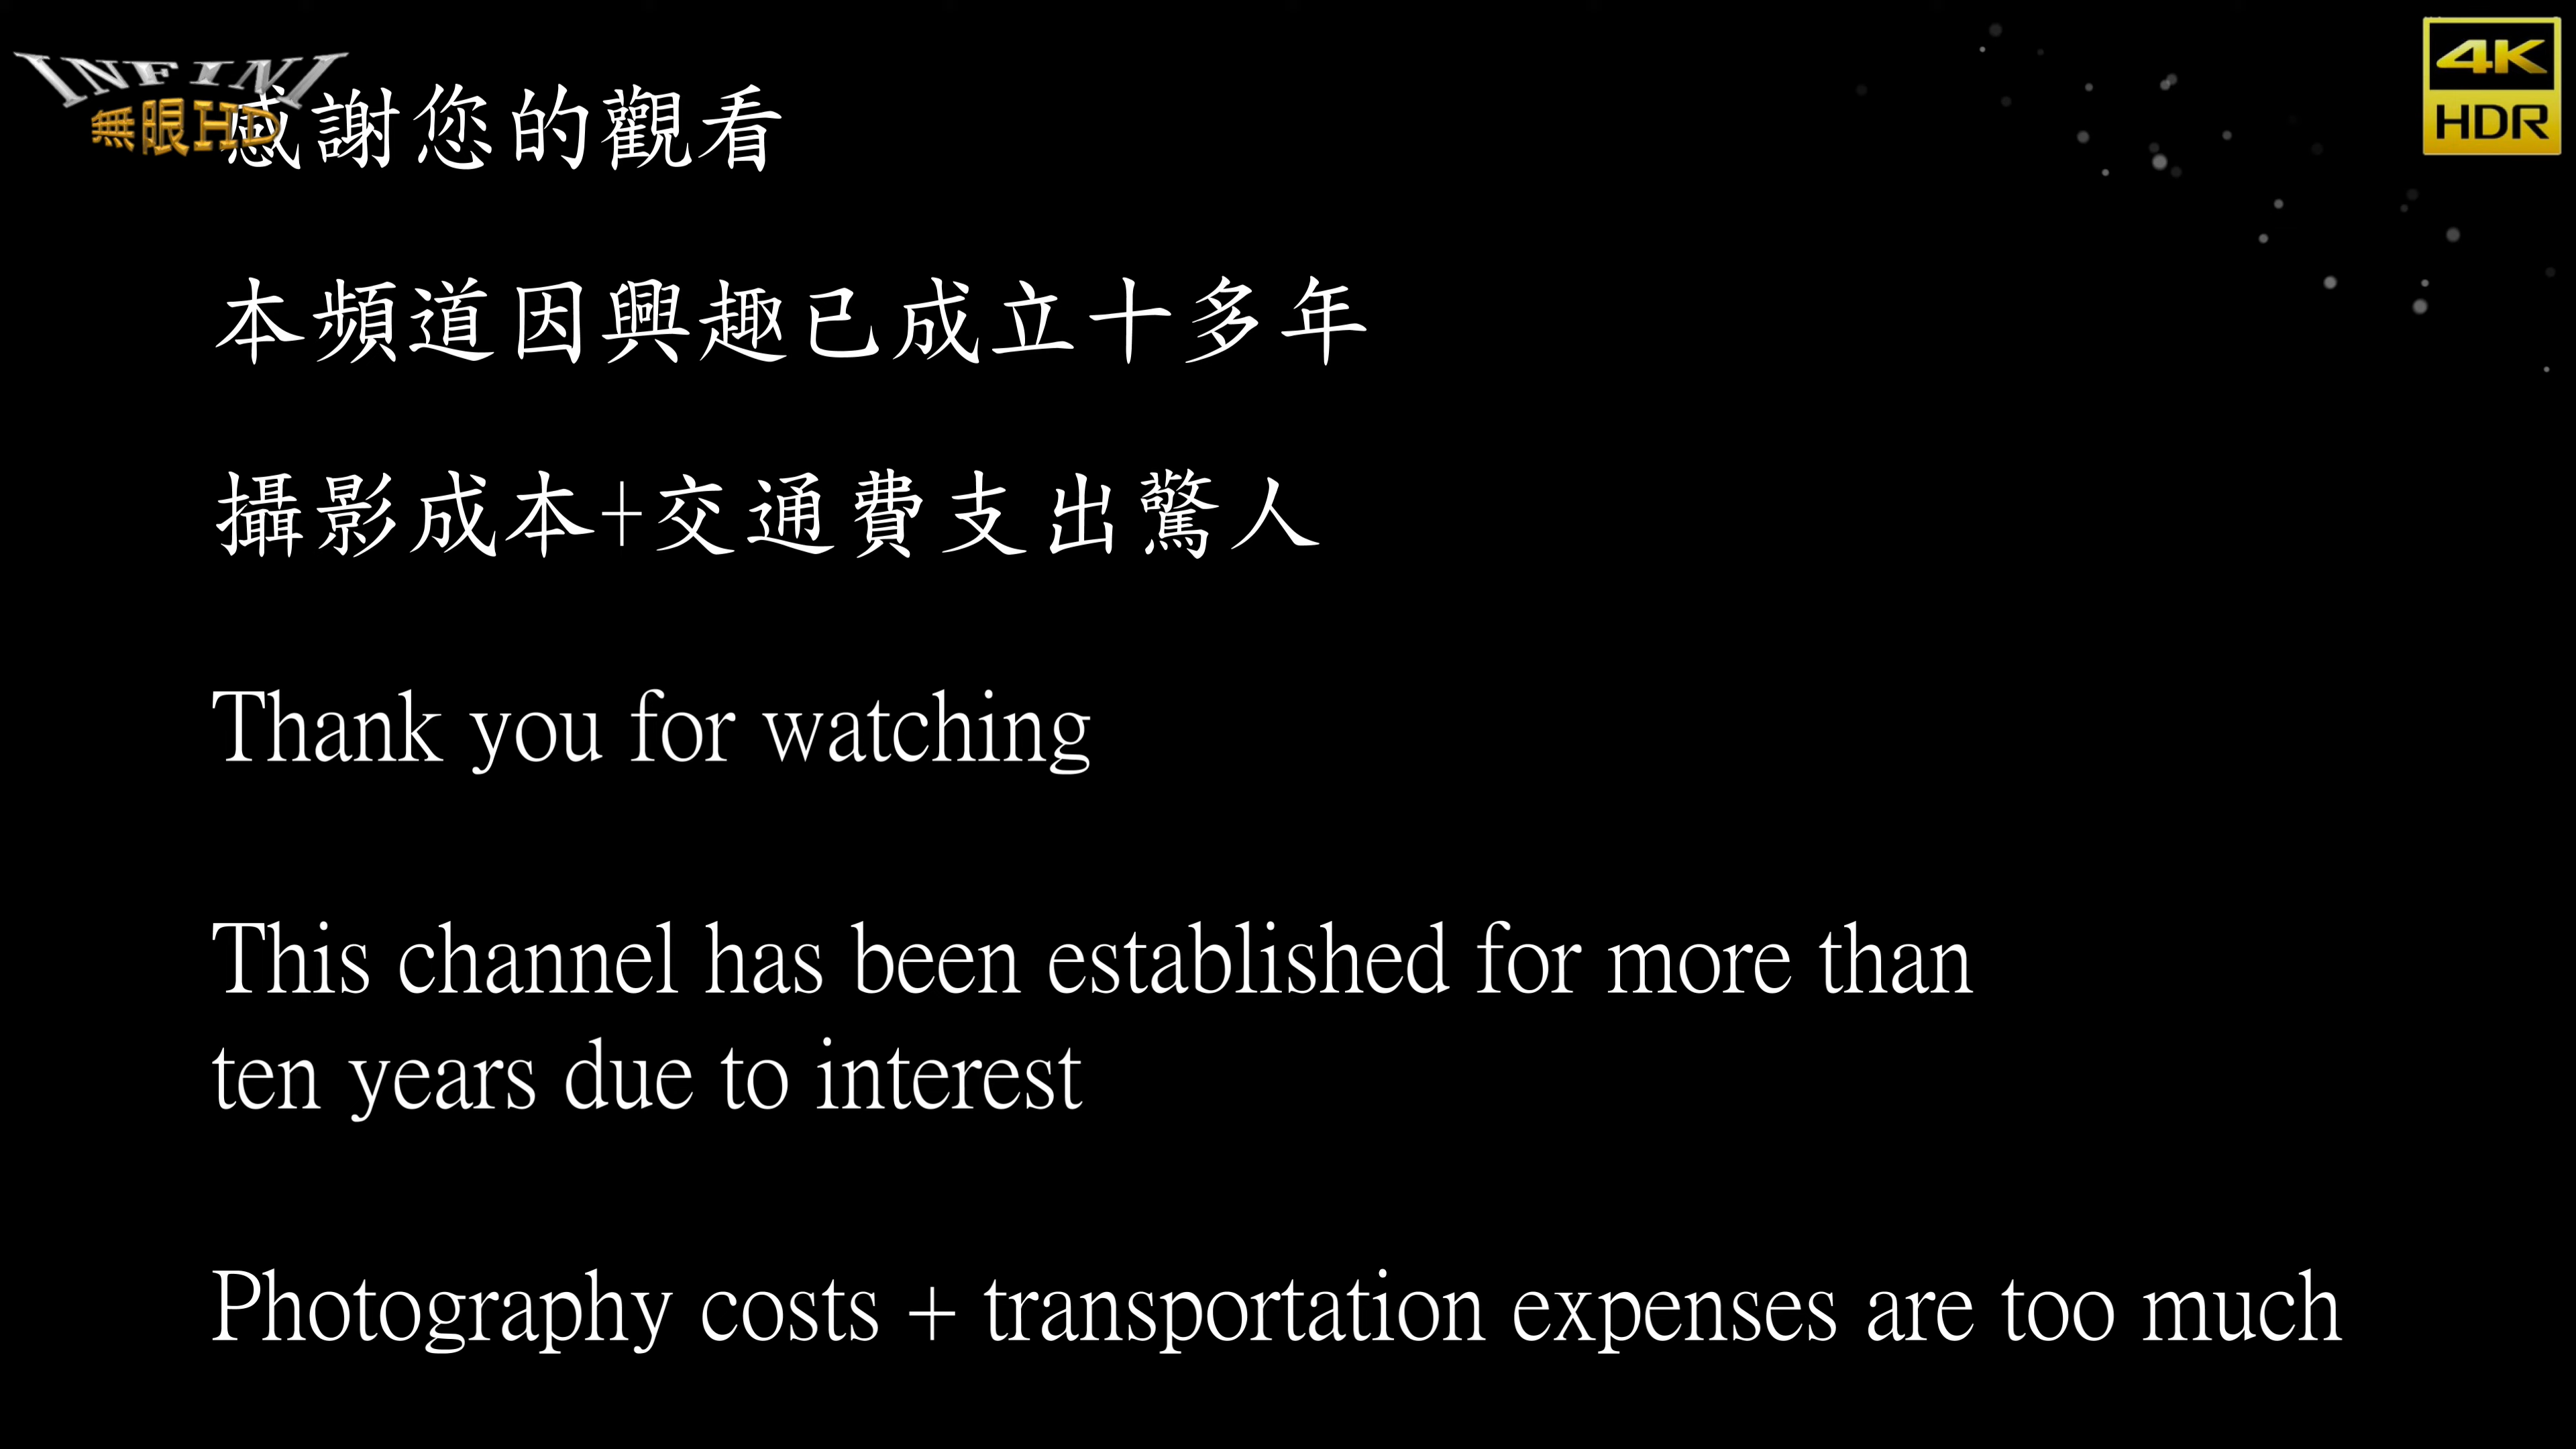 INFINI
無眼HD
4K
HDR
感謝您的觀看
本頻道因興趣已成立十多年
攝影成本+交通費支出驚人
Thank you for watching
This channel has been established for more than
ten years due to interest
Photography costs + transportation expenses are too much